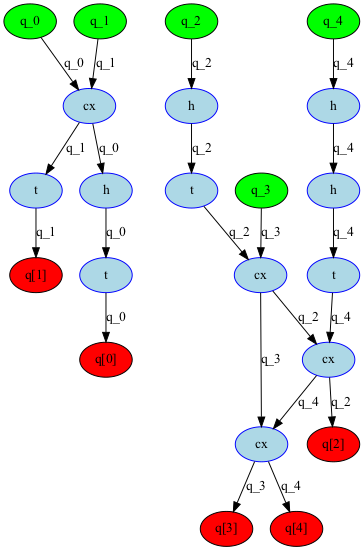 q_0 q_1 q_2 q_4
q_0 q_1 q_2 q_4
cx h h
q_1 q_0 q_2 q_4
t h t q_3 h
q_1 q_0 q_2 q_3 q_4
q[1] t cx t
q_0 q_2 q_4
q[0] q_3 cx
q_4 q_2
cx q[2]
q_3 q_4
q[3] q[4]